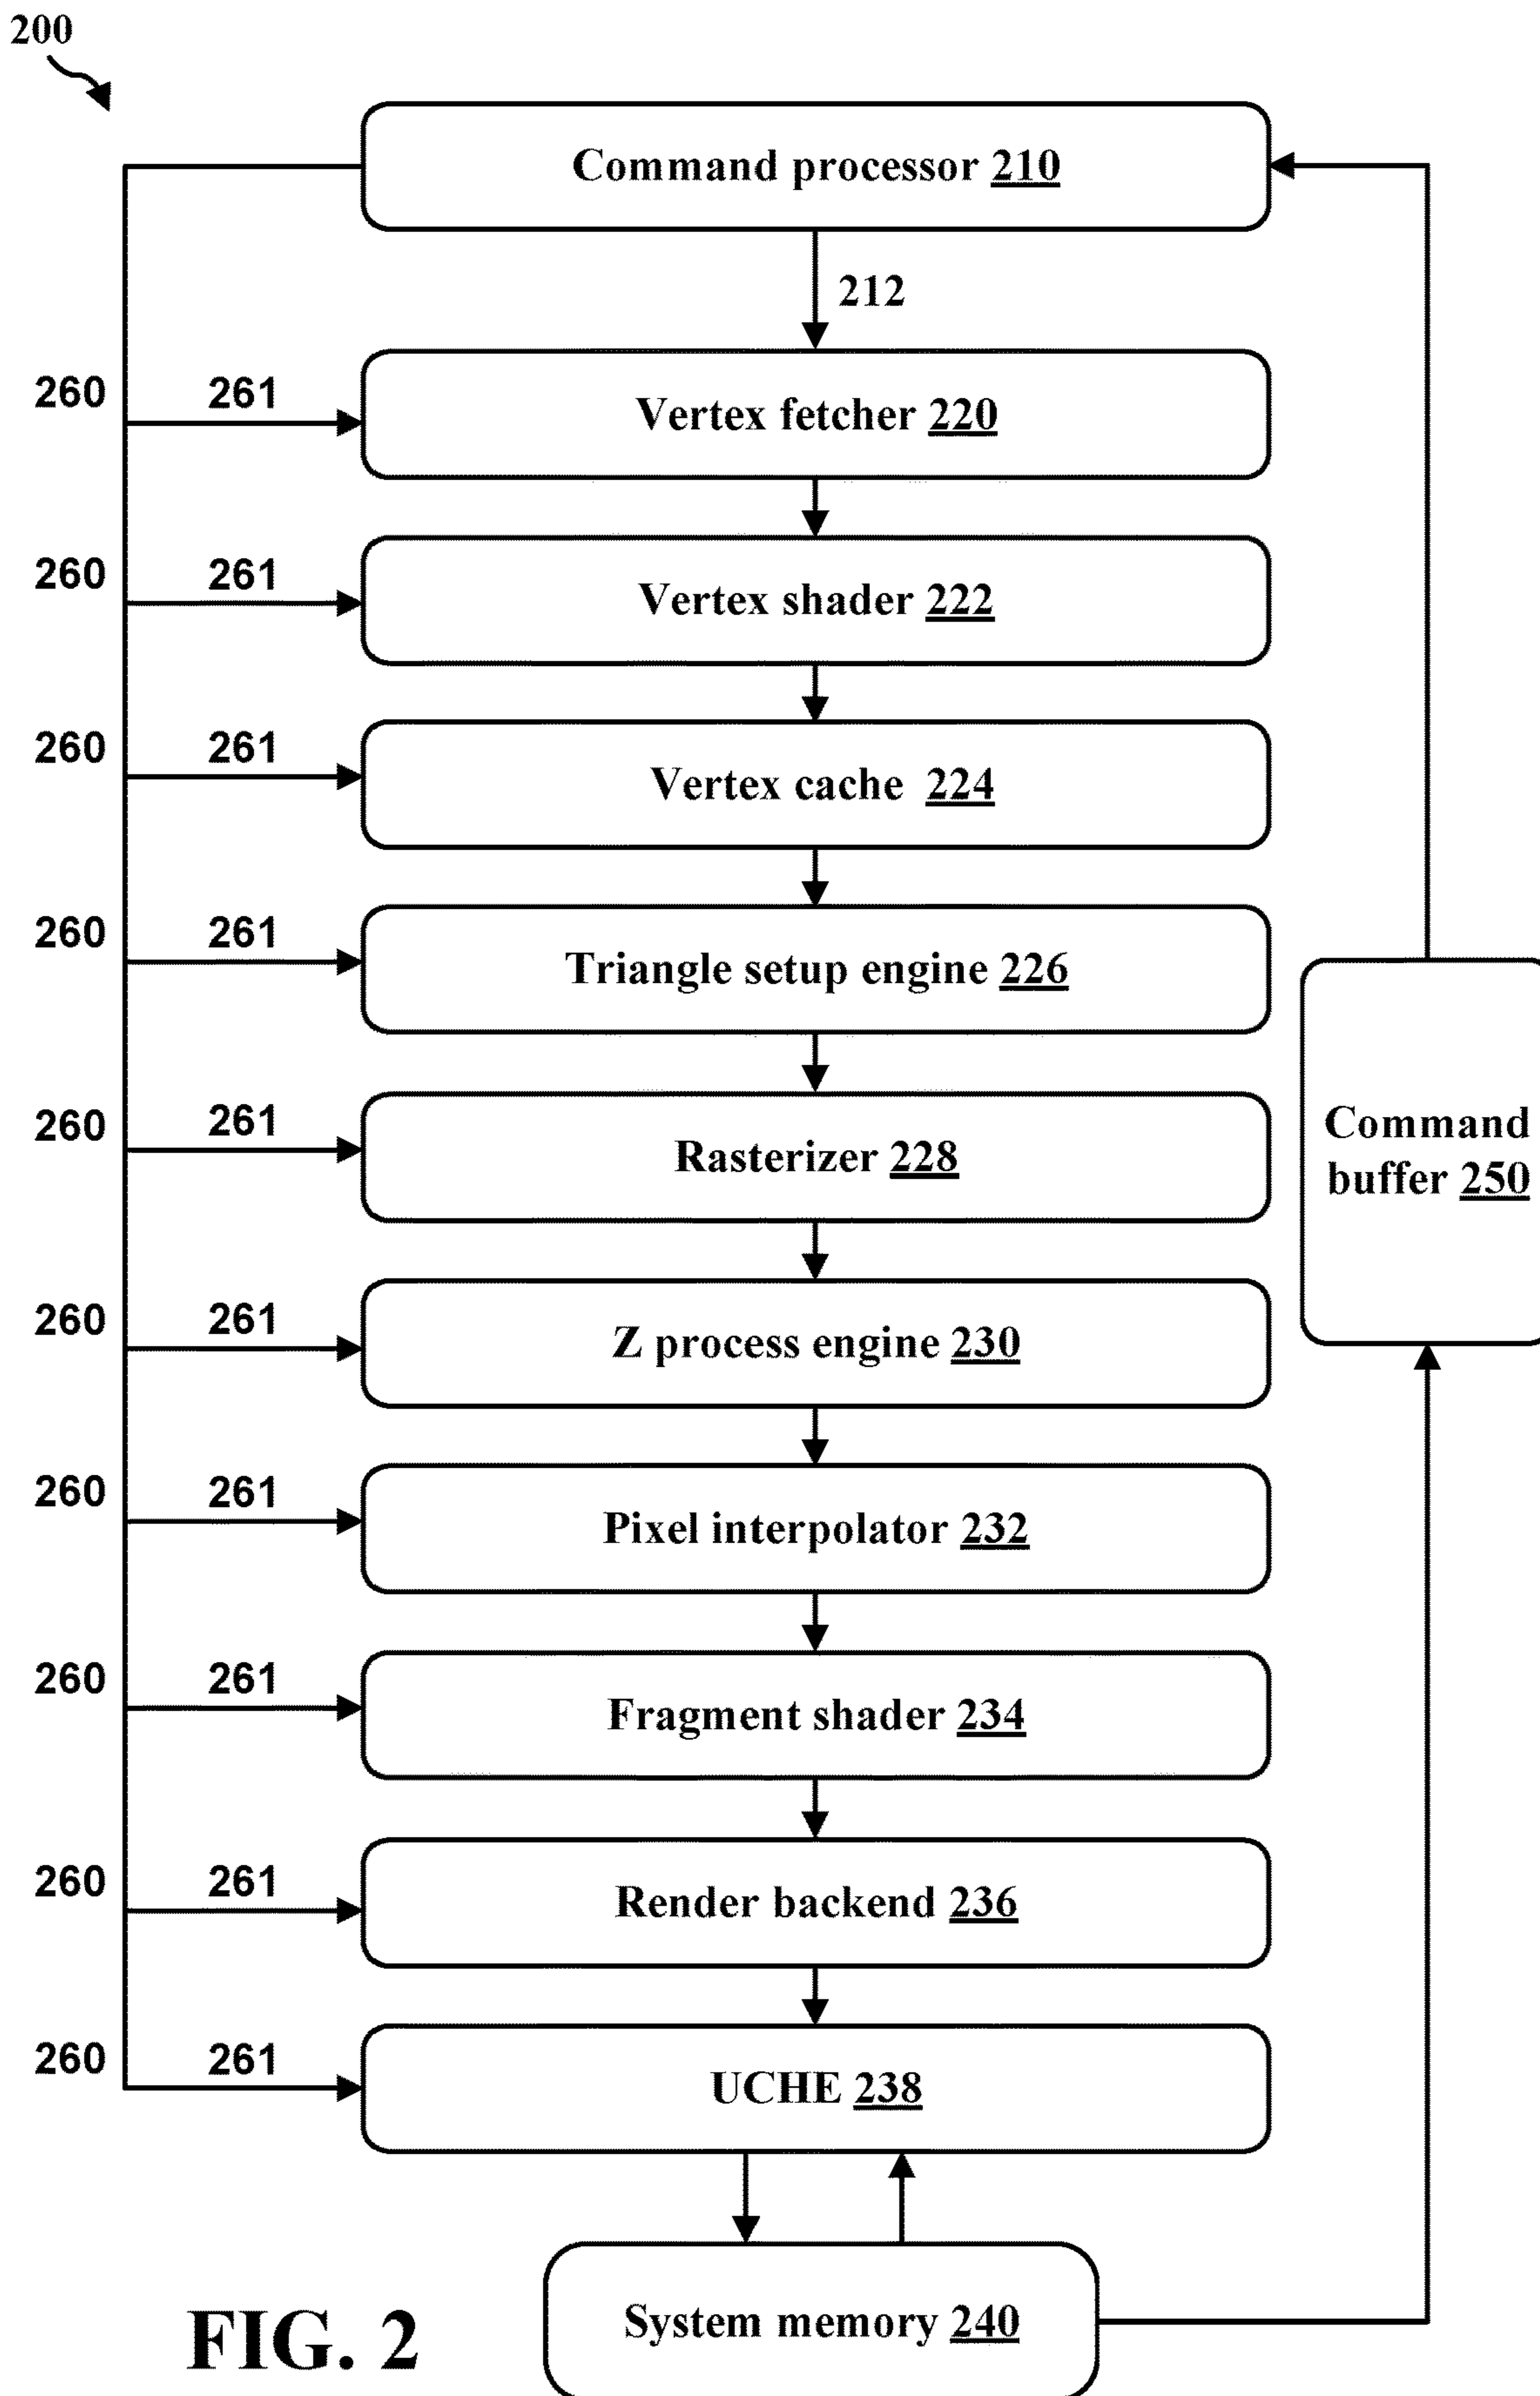 200
Command processor 210
212
260 261 Vertex fetcher 220
260 261 Vertex shader 222
260 261 Vertex cache 224
260 261 Triangle setup engine 226
260 261 Rasterizer 228
Command
buffer 250
260 261 Z process engine 230
260 261 Pixel interpolator 232
260 261 Fragment shader 234
260 261 Render backend 236
260 261 UCHE 238
System memory 240
FIG. 2